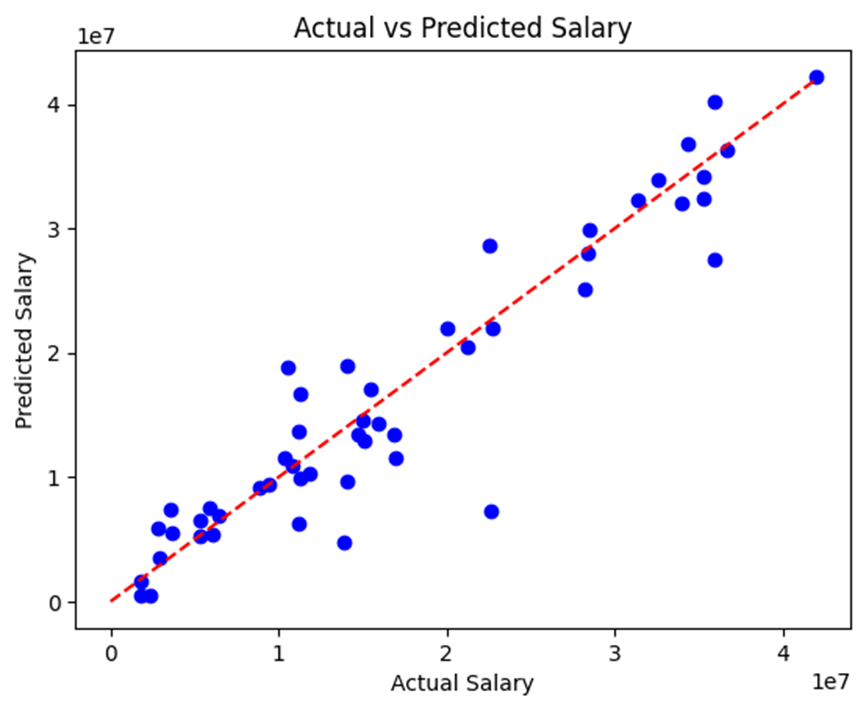 Actual vs Predicted Salary
1e7
4
3
2
1
0
Predicted Salary
0 1 2 3 4
1e7
Actual Salary